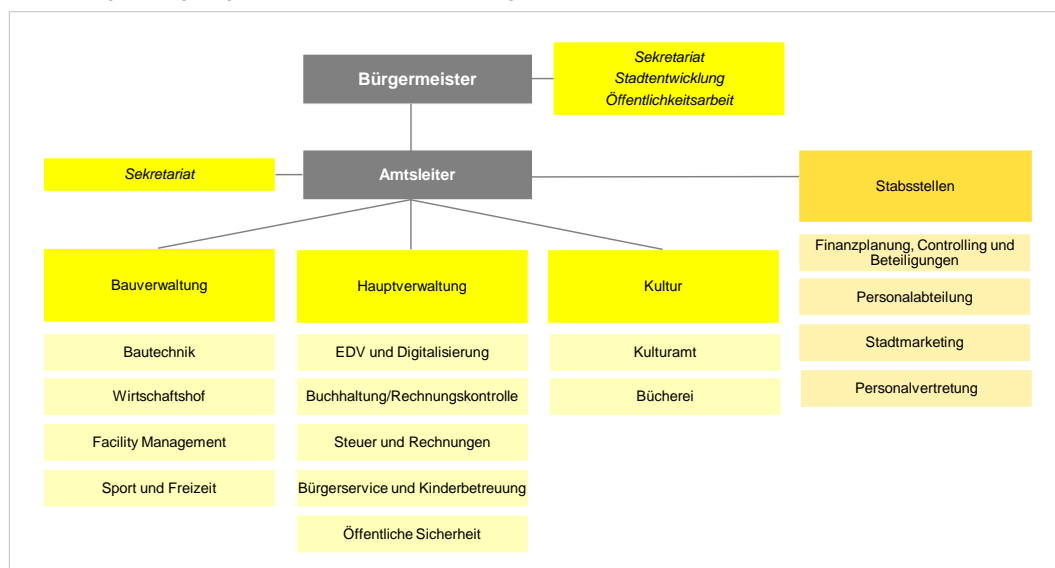 Bürgermeister
Sekretariat
Stadtentwicklung
Öffentlichkeitsarbeit
Sekretariat
Amtsleiter
Stabsstellen
Bauverwaltung
Hauptverwaltung
Kultur
Finanzplanung, Controlling und
Beteiligungen
Personalabteilung
Stadtmarketing
Personalvertretung
Bautechnik
Wirtschaftshof
Facility Management
Sport und Freizeit
EDV und Digitalisierung
Buchhaltung/Rechnungskontrolle
Steuer und Rechnungen
Bürgerservice und Kinderbetreuung
Öffentliche Sicherheit
Kulturamt
Bücherei